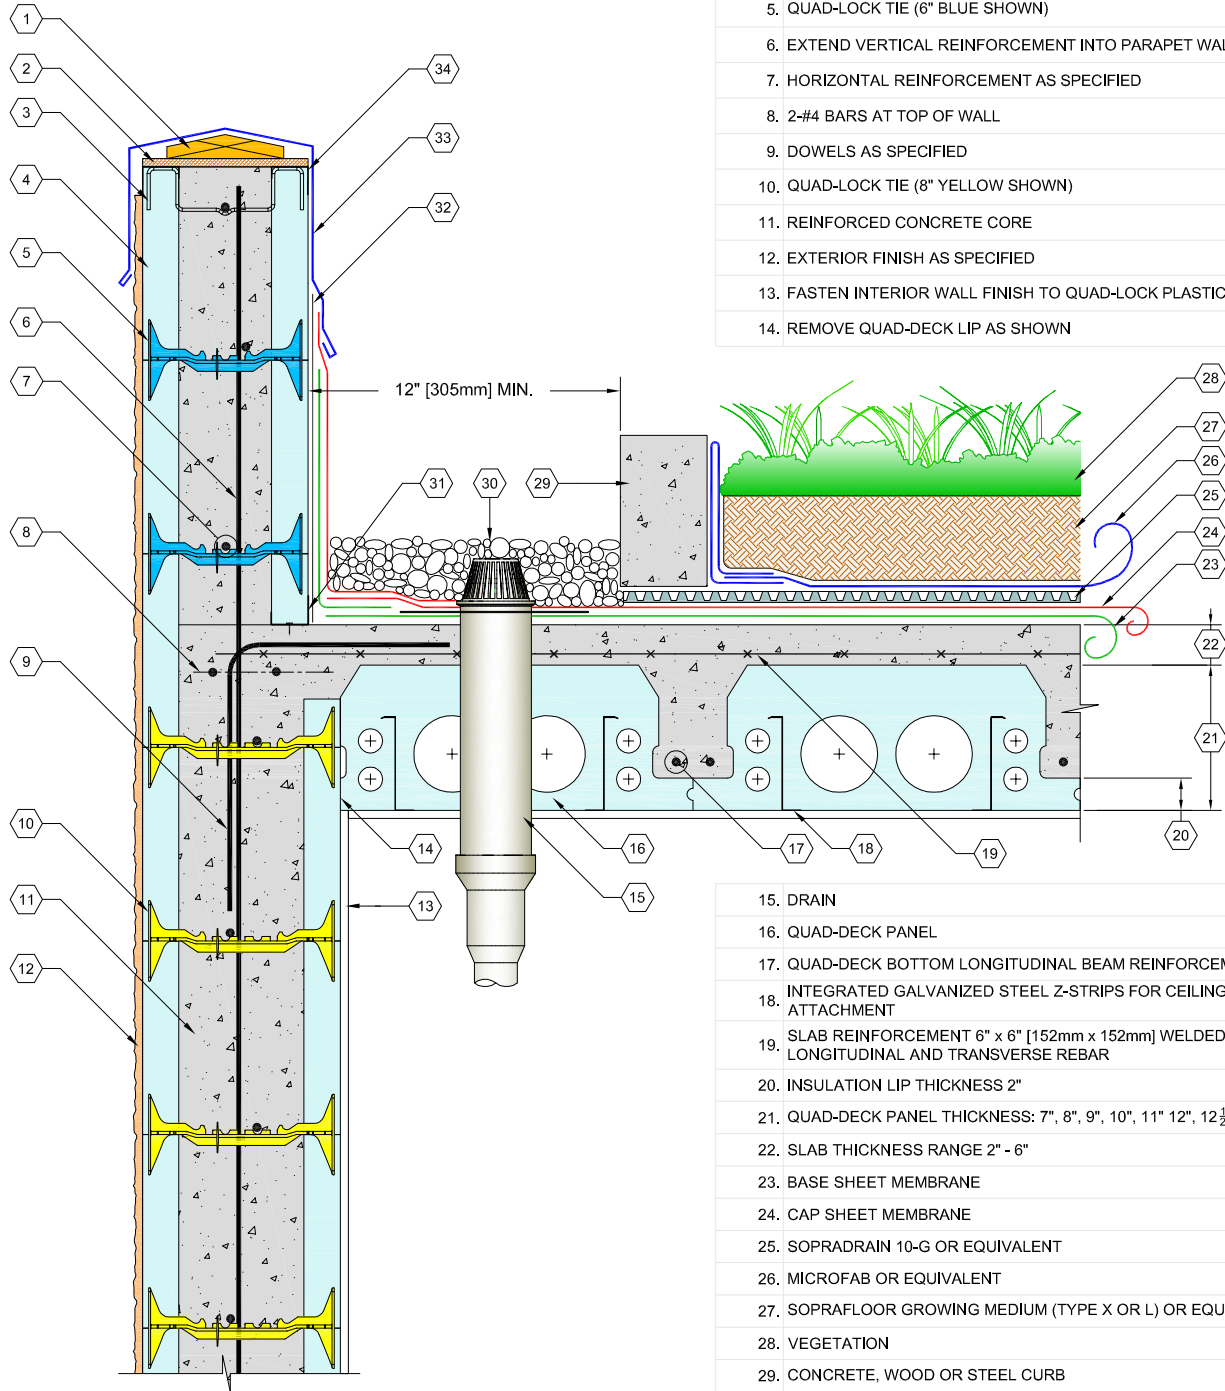 1
2
3
4
5
6
7
8
9
10
11
12
34
33
32
12" [305mm] MIN.
31
30
29
28
27
26
25
24
23
22
21
20
19
18
17
16
15
14
13
5. QUAD-LOCK TIE (6" BLUE SHOWN)
6. EXTEND VERTICAL REINFORCEMENT INTO PARAPET
7. HORIZONTAL REINFORCEMENT AS SPECIFIED
8. 2-#4 BARS AT TOP OF WALL
9. DOWELS AS SPECIFIED
10. QUAD-LOCK TIE (8" YELLOW SHOWN)
11. REINFORCED CONCRETE CORE
12. EXTERIOR FINISH AS SPECIFIED
13. FASTEN INTERIOR WALL FINISH TO QUAD-LOCK PLASTIC
14. REMOVE QUAD-DECK LIP AS SHOWN
15. DRAIN
16. QUAD-DECK PANEL
17. QUAD-DECK BOTTOM LONGITUDINAL BEAM
18. INTEGRATED GALVANIZED STEEL Z-STRIPS FOR CEILING
ATTACHMENT
19. SLAB REINFORCEMENT 6" x 6" [152mm x 152mm] WELDED
LONGITUDINAL AND TRANSVERSE REBAR
20. INSULATION LIP THICKNESS 2"
21. QUAD-DECK PANEL THICKNESS: 7", 8", 9", 10", 11" 12", 12½
22. SLAB THICKNESS RANGE 2" - 6"
23. BASE SHEET MEMBRANE
24. CAP SHEET MEMBRANE
25. SOPRADRAIN 10-G OR EQUIVALENT
26. MICROFAB OR EQUIVALENT
27. SOPRAFLOOR GROWING MEDIUM (TYPE X OR L) OR
28. VEGETATION
29. CONCRETE, WOOD OR STEEL CURB